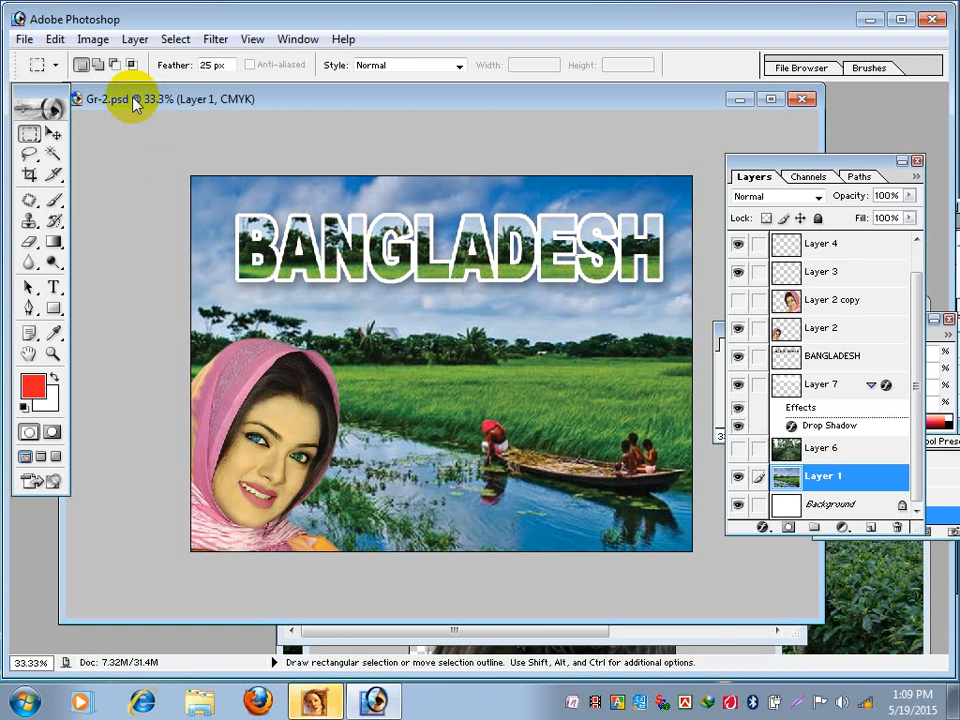 Adobe Photoshop
File Edit Image Layer Select Filter View Window Help
Feather: 25 px Anti-aliased Style: Normal Width: Height: File Browser Brushes
Gr-2.psd @ 33.3% (Layer 1, CMYK)
Layers Channels Paths
Normal Opacity: 100%
Lock: Fill: 100%
Layer 4
Layer 3
Layer 2 copy
Layer 2
BANGLADESH
Layer 7
Effects
Drop Shadow
Layer 6
Layer 1
Background
BANGLADESH
%
%
%
%
ool Prese
33.33% Doc: 7.32M/31.4M Draw rectangular selection or move selection outline. Use Shift, Alt, and Ctrl for additional options.
1:09 PM
5/19/2015